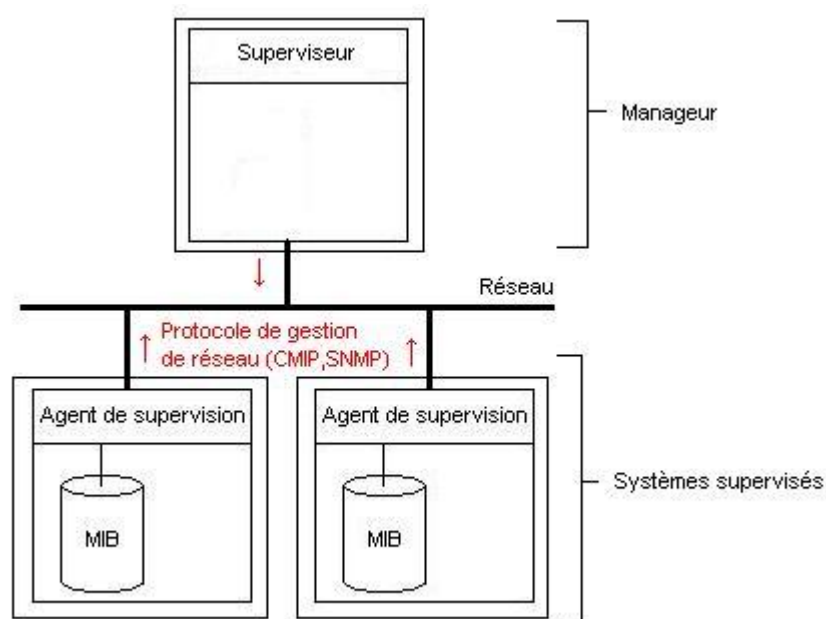 Superviseur
Manageur
Réseau
Protocole de gestion
de réseau (CMIP,SNMP)
Agent de supervision
Agent de supervision
MIB
MIB
Systèmes supervisés